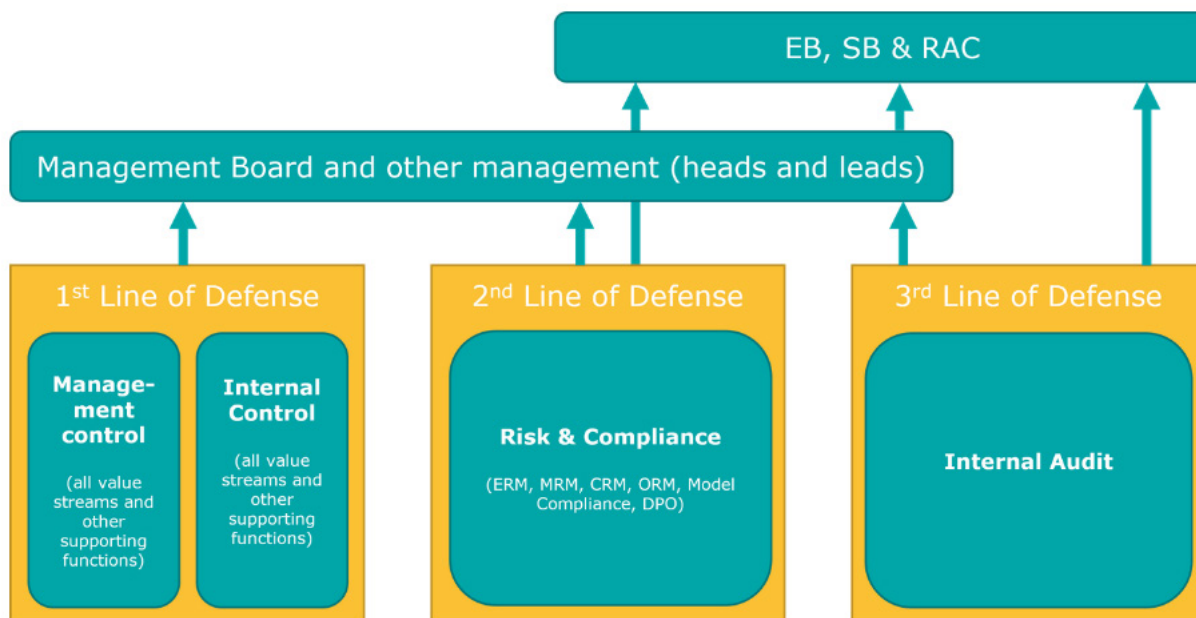 EB, SB & RAC
Management Board and other management (heads and leads)
1st Line of Defense
Manage-
ment
control
(all value
streams and
other
supporting
functions)
Internal
Control
(all value
streams and
other
supporting
functions)
2nd Line of Defense
Risk & Compliance
(ERM, MRM, CRM, ORM, Model
Compliance, DPO)
3rd Line of Defense
Internal Audit